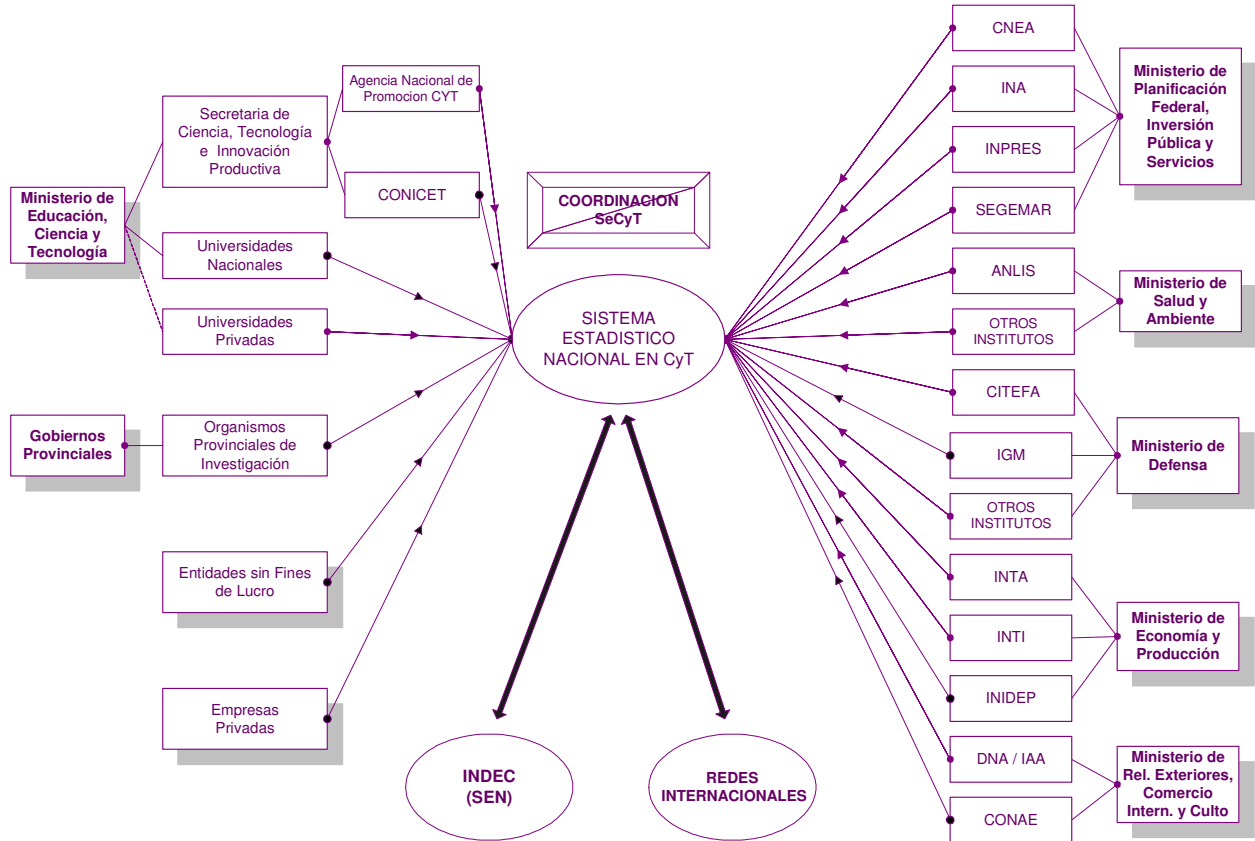 CNEA
Ministerio de
Planificación
Federal,
Inversión
Pública y
Servicios
Agencia Nacional de
Promocion CYT
INA
Secretaria de
Ciencia, Tecnología
e Innovación
Productiva
INPRES
CONICET
COORDINACION
SeCyT
SEGEMAR
Ministerio de
Educación,
Ciencia y
Tecnología
Universidades
Nacionales
ANLIS
Ministerio de
Salud y
Ambiente
Universidades
Privadas
SISTEMA
ESTADISTICO
NACIONAL EN CyT
OTROS
INSTITUTOS
CITEFA
Gobiernos
Provinciales
Organismos
Provinciales de
Investigación
IGM
Ministerio de
Defensa
OTROS
INSTITUTOS
Entidades sin Fines
de Lucro
INTA
INTI
Ministerio de
Economía y
Producción
INIDEP
Empresas
Privadas
INDEC
(SEN)
REDES
INTERNACIONALES
DNA / IAA
Ministerio de
Rel. Exteriores,
Comercio
Intern. y Culto
CONAE